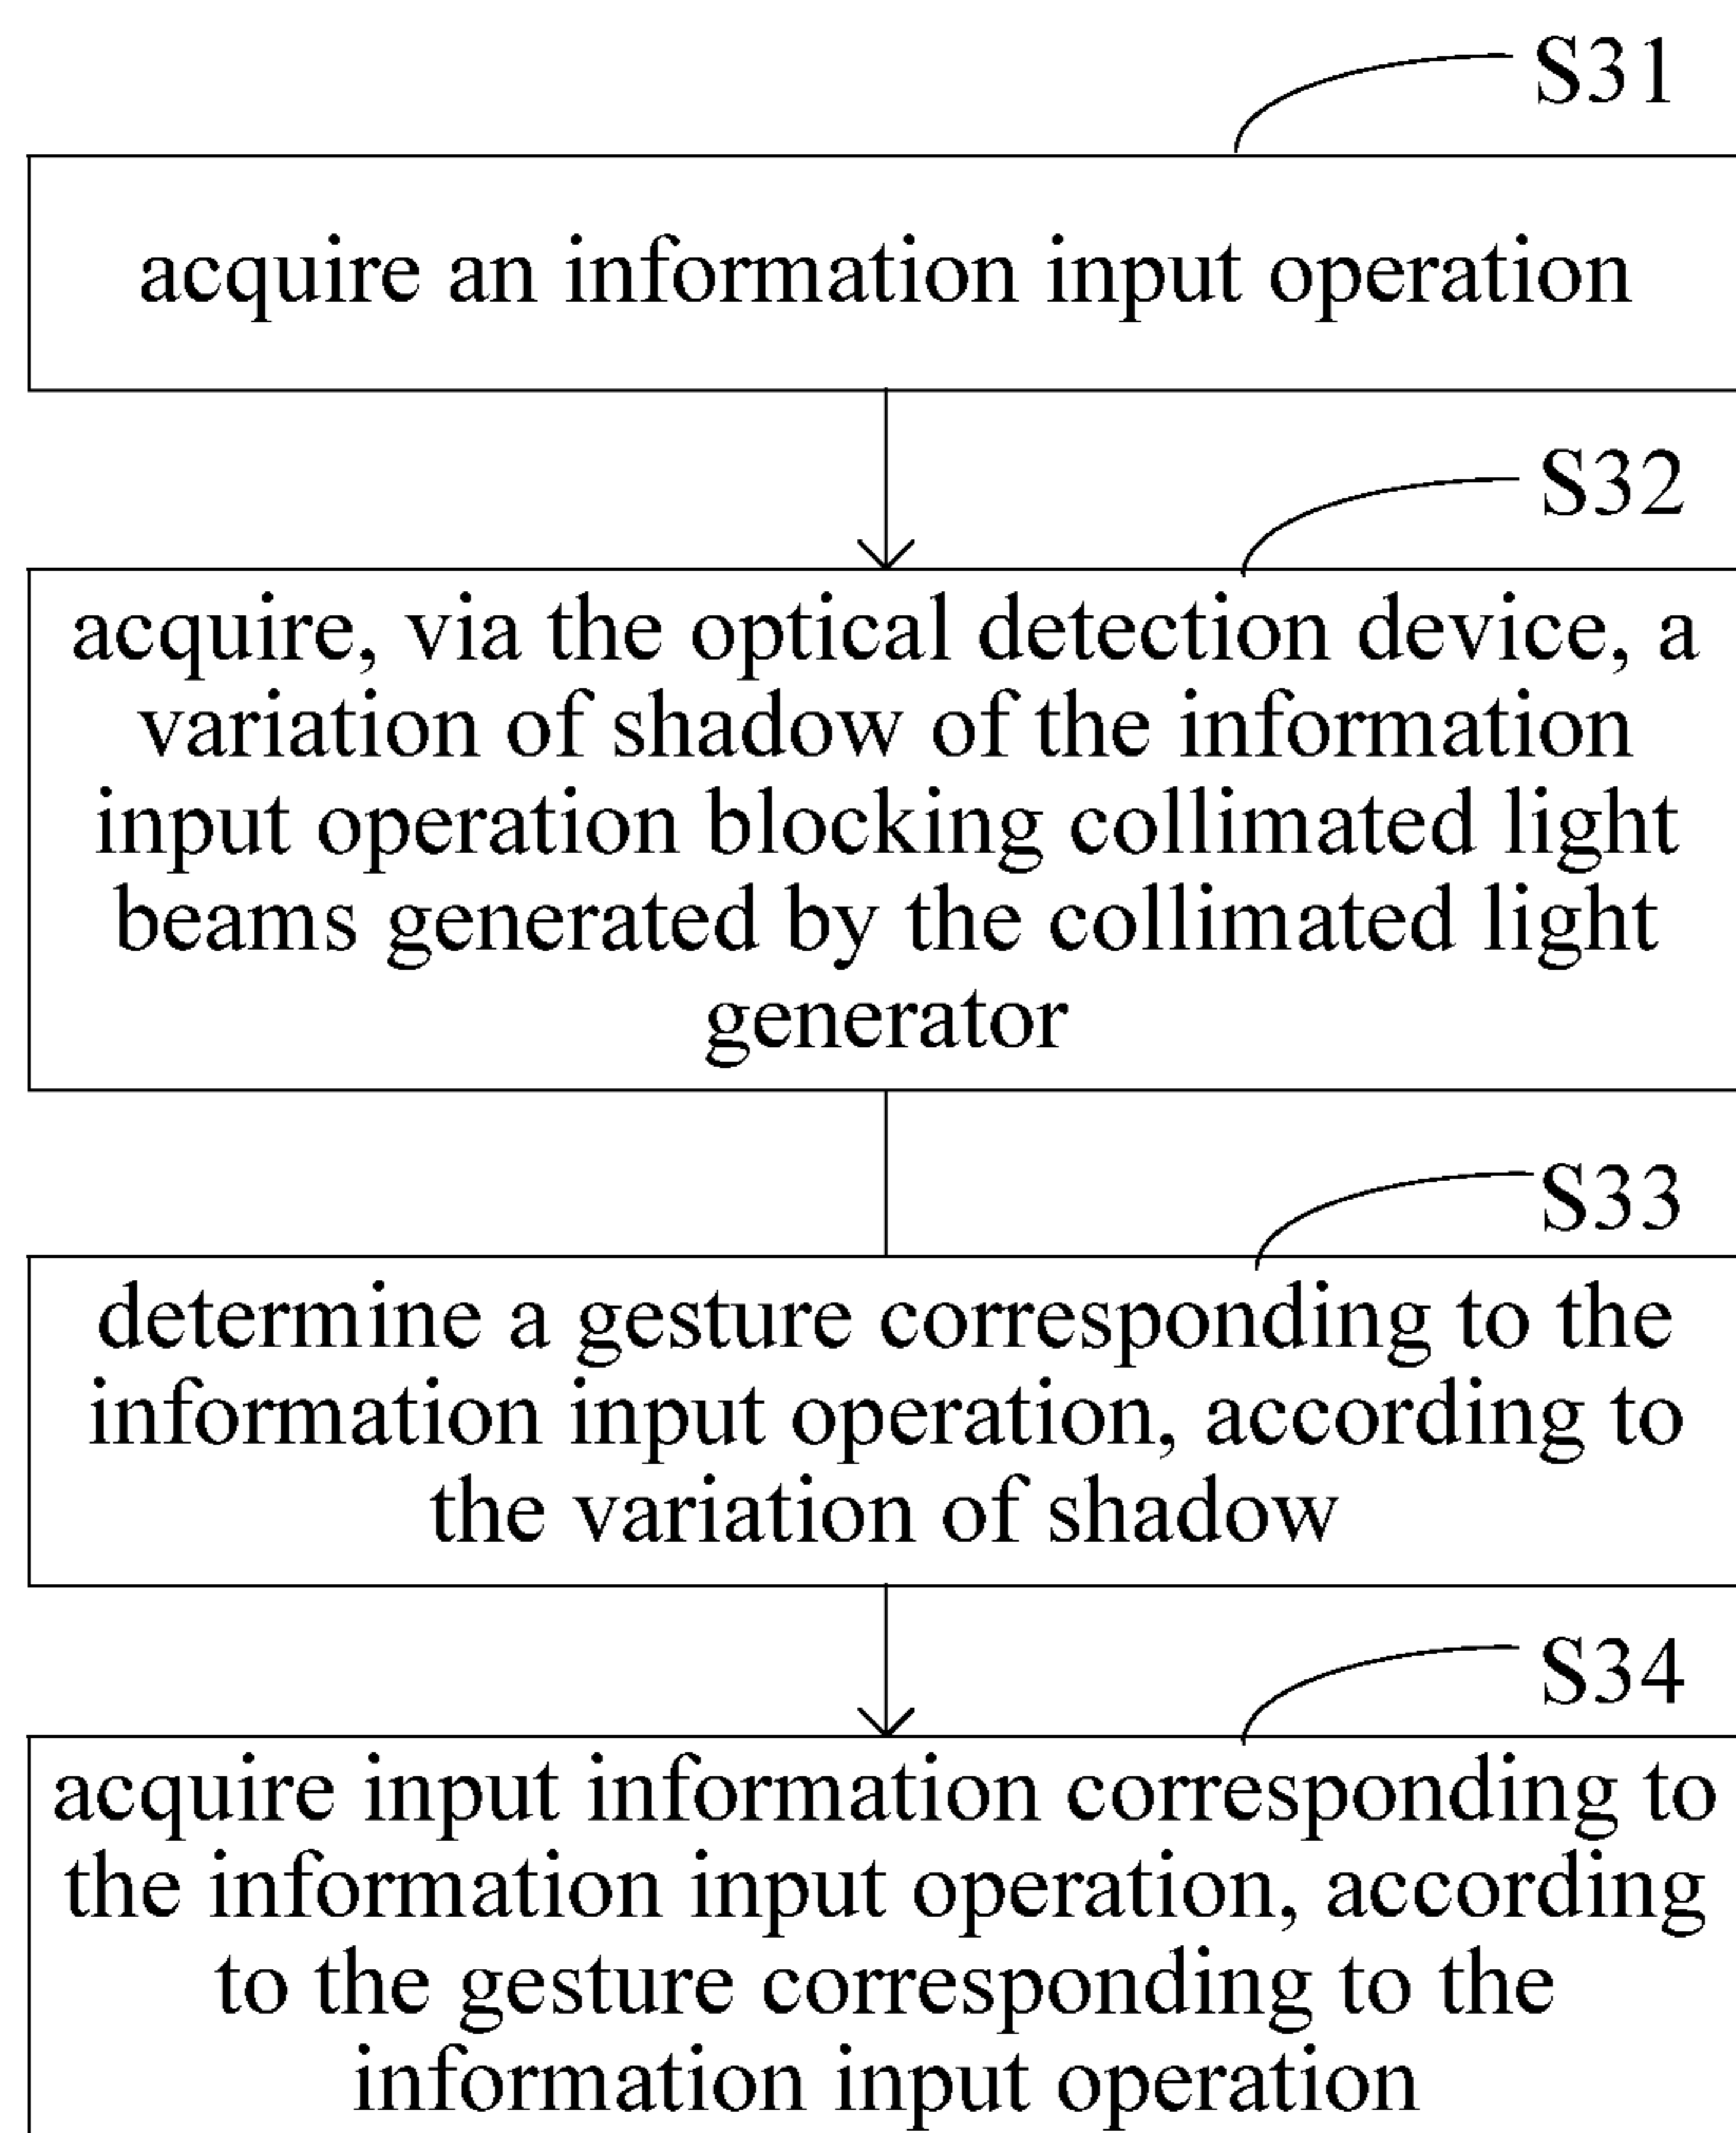 S31
acquire an information input operation
S32
acquire, via the optical detection device, a
variation of shadow of the information
input operation blocking collimated light
beams generated by the collimated light
generator
S33
determine a gesture corresponding to the
information input operation, according to
the variation of shadow
S34
acquire input information corresponding to
the information input operation, according
to the gesture corresponding to the
information input operation